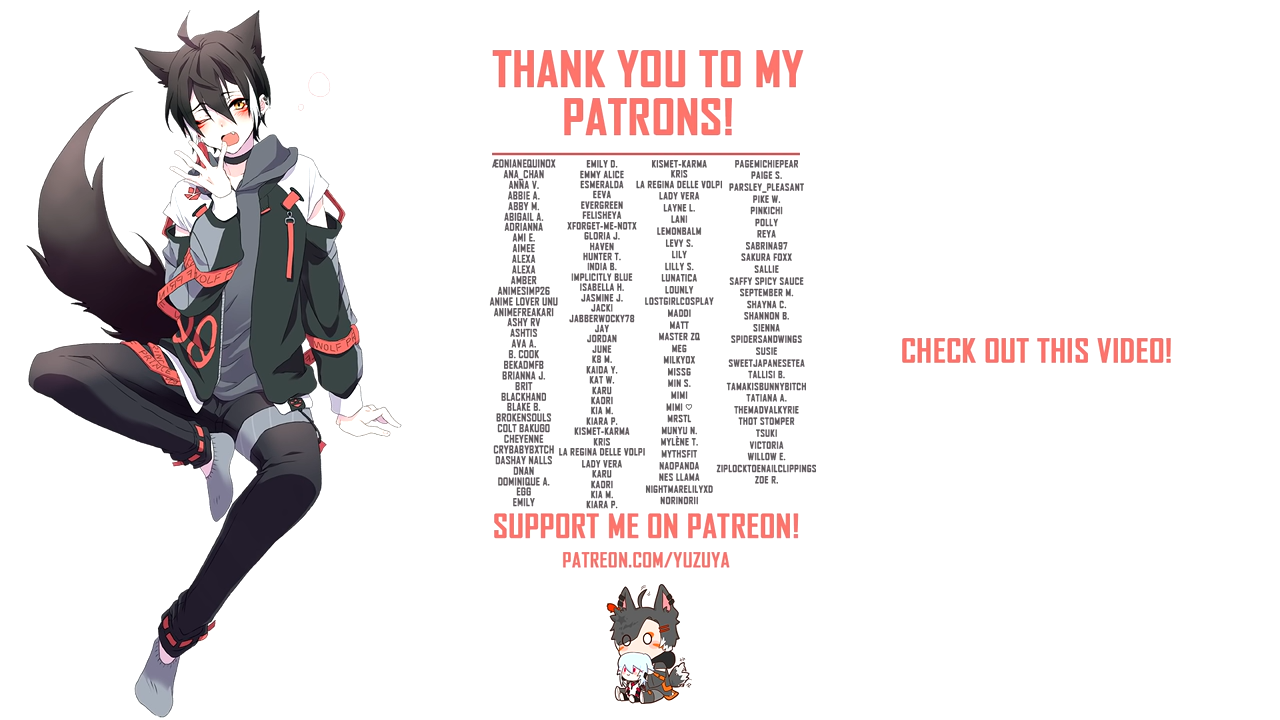 THANK YOU TO MY
PATRONS!
ÆONIANEQUINOX
ANA_CHAN
ANNA V.
ABBIE A.
ABBY M.
ABIGAIL A.
ADRIANNA
AMI E.
AIMEE
ALEXA
ALEXA
AMBER
ANIMESIMP26
ANIME LOVER UNU
ANIMEFREAKARI
ASHY RV
ASHTIS
AVA A.
B. COOK
BEKADMFB
BRIANNA J.
BRIT
BLACKHAND
BLAKE B.
BROKENSOULS
COLT BAKUGO
CHEYENNE
CRYBABYBXTCH
DASHAY NALLS
DNAN
DOMINIQUE A.
EGG
EMILY
EMILY D.
EMMY ALICE
ESMERALDA
EEVA
EVERGREEN
FELISHEYA
XFORGET-ME-NOTX
GLORIA J.
HAVEN
HUNTER T.
INDIA B.
IMPLICITLY BLUE
ISABELLA H.
JASMINE J.
JACKI
JABBERWOCKY78
JAY
JORDAN
JUNE
KB M.
KAIDA Y.
KAT W.
KARU
KAORI
KIA M.
KIARA P.
KISMET-KARMA
KRIS
LA REGINA DELLE VOLPI
LADY VERA
KARU
KAORI
KIA M.
KIARA P.
KISMET-KARMA
KRIS
LA REGINA DELLE VOLPI
LADY VERA
LAYNE L.
LANI
LEMONBALM
LEVY S.
LILY
LILLY S.
LUNATICA
LOUNLY
LOSTGIRLCOSPLAY
MADDI
MATT
MASTER ZQ
MEG
MILKYDX
MISSG
MIN S.
MIMI
MIMI ♡
MRSTL
MUNYU N.
MYLÈNE T.
MYTHSFIT
NAOPANDA
NES LLAMA
NIGHTMARELILYXD
NORINORII
PAGEMICHIEPEAR
PAIGE S.
PARSLEY_PLEASANT
PIKE W.
PINKICHI
POLLY
REYA
SABRINA97
SAKURA FOXX
SALLIE
SAFFY SPICY SAUCE
SEPTEMBER M.
SHAYNA C.
SHANNON B.
SIENNA
SPIDERSANDWINGS
SUSIE
SWEETJAPANESETEA
TALLISI B.
TAMAKISBUNNYBITCH
TATIANA A.
THEMADVALKYRIE
THOT STOMPER
TSUKI
VICTORIA
WILLOW E.
ZIPLOCKTOENAILCLIPPINGS
ZOE R.
SUPPORT ME ON PATREON!
PATREON.COM/YUZUYA
CHECK OUT THIS VIDEO!